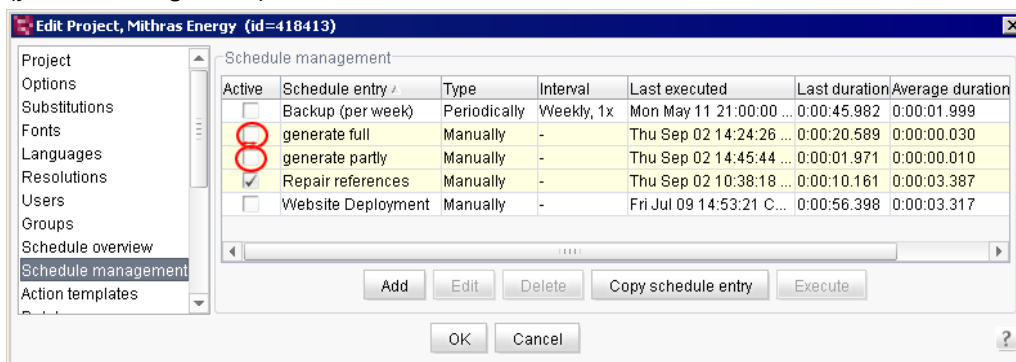 Edit Project, Mithras Energy (id=418413)
Project
Options
Substitutions
Fonts
Languages
Resolutions
Users
Groups
Schedule overview
Schedule management
Action templates
Schedule management
Active Schedule entry Type Interval Last executed Last duration Average duration
Backup (per week) Periodically Weekly, 1x Mon May 11 21:00:00 ... 0:00:45.982 0:00:01.999
generate full Manually - Thu Sep 02 14:24:26 ... 0:00:20.589 0:00:00.030
generate partly Manually - Thu Sep 02 14:45:44 ... 0:00:01.971 0:00:00.010
Repair references Manually - Thu Sep 02 10:38:18 ... 0:00:10.161 0:00:03.387
Website Deployment Manually - Fri Jul 09 14:53:21 C... 0:00:56.398 0:00:03.317
Add Edit Delete Copy schedule entry Execute
OK Cancel ?